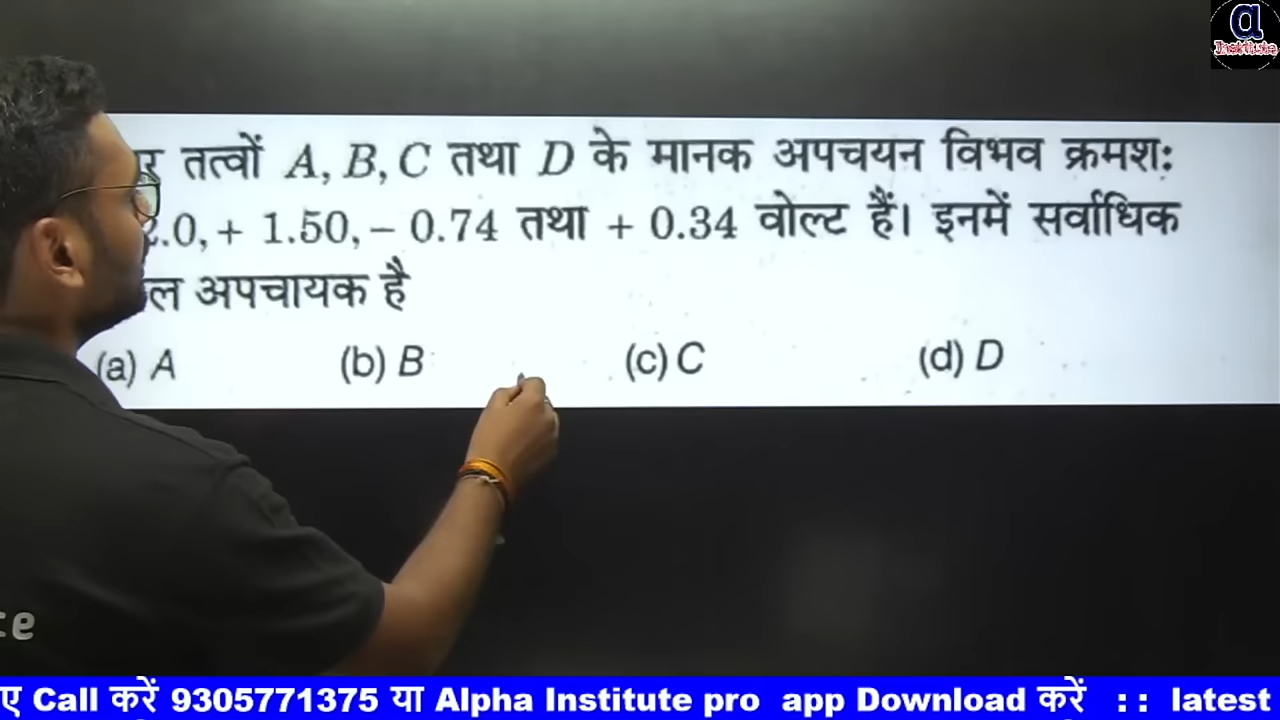 α
Institute
तत्वों A, B, C तथा D के मानक अपचयन विभव क्रमशः
.0, + 1.50, – 0.74 तथा + 0.34 वोल्ट हैं। इनमें सर्वाधिक
अपचायक है
(a) A (b) B (c) C (d) D
ए Call करें 9305771375 या Alpha Institute pro app Download करें :: latest